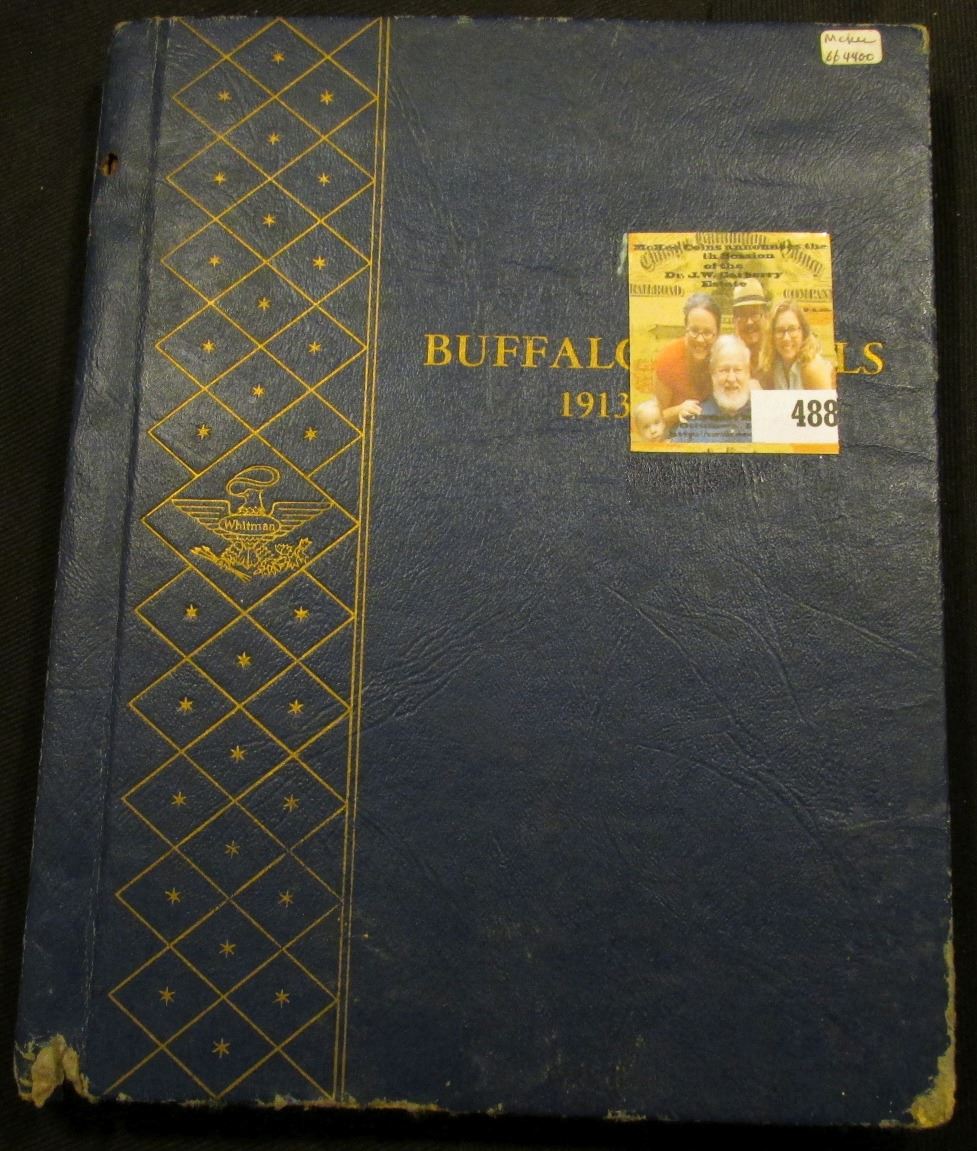 McKee
664400
McKee Coins announces the
th Session
of the
Dr. J.W. Carberry
Estate
RAILROAD
COMPANY
BUFFALO
LS
1913
488
Whitman